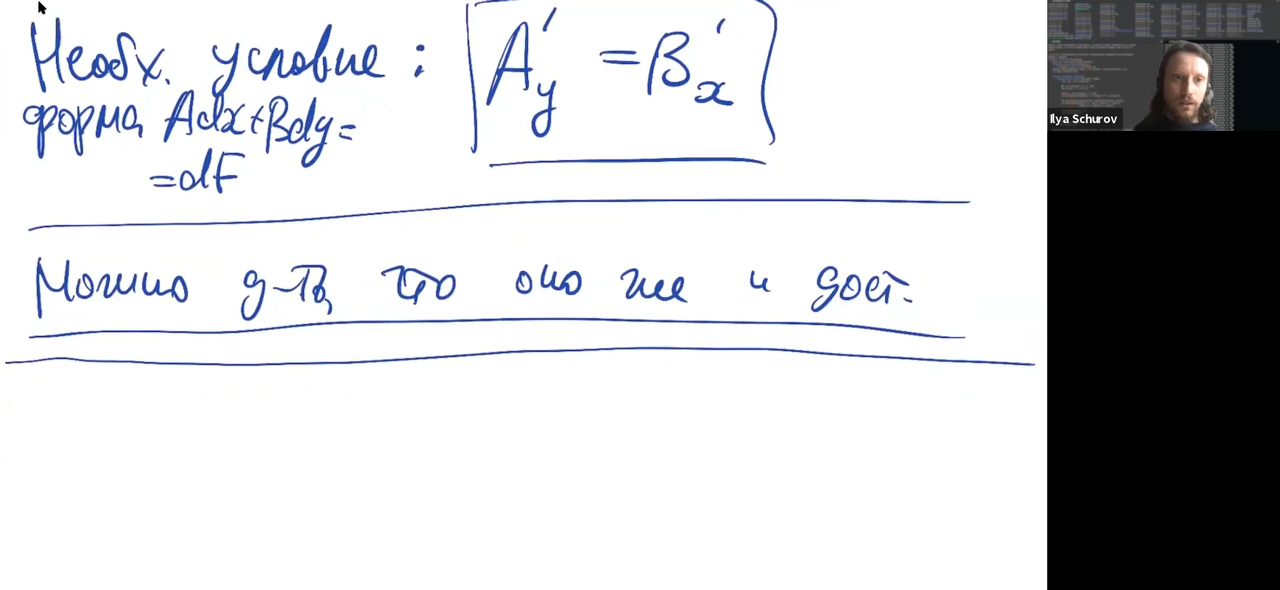 Необх. условие : A'y = B'x
форма Adx+Bdy=
=dF
Можно д-ть, что оно же и дост.
Ilya Schurov